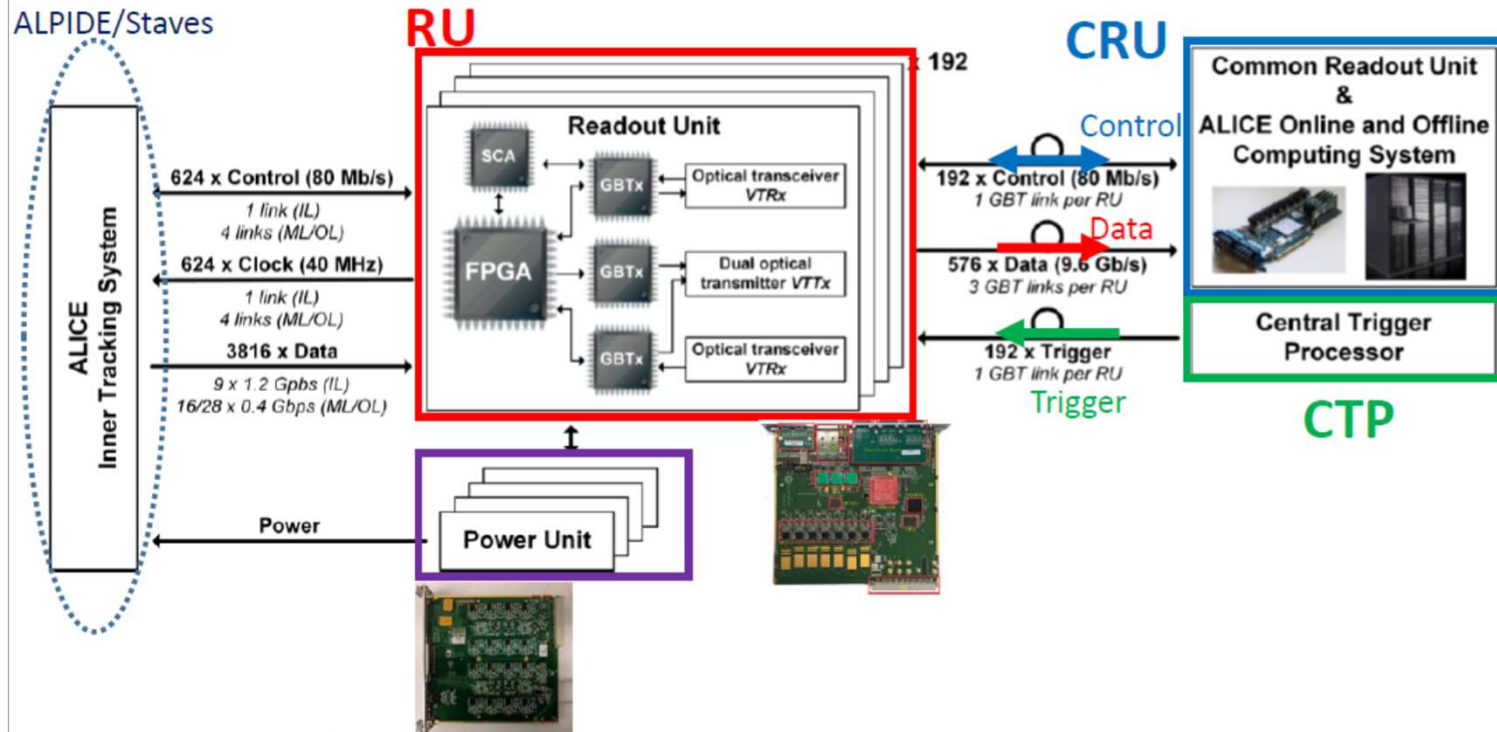 ALPIDE/Staves
RU
x 192
CRU
ALICE
Inner Tracking System
624 x Control (80 Mb/s)
1 link (IL)
4 links (ML/OL)
624 x Clock (40 MHz)
1 link (IL)
4 links (ML/OL)
3816 x Data
9 x 1.2 Gpbs (IL)
16/28 x 0.4 Gbps (ML/OL)
Power
Readout Unit
SCA
GBTx
Optical transceiver
VTRx
FPGA
GBTx
Dual optical
transmitter VTTx
GBTx
Optical transceiver
VTRx
Power Unit
Control
192 x Control (80 Mb/s)
1 GBT link per RU
Data
576 x Data (9.6 Gb/s)
3 GBT links per RU
192 x Trigger
1 GBT link per RU
Trigger
Common Readout Unit
&
ALICE Online and Offline
Computing System
Central Trigger
Processor
CTP